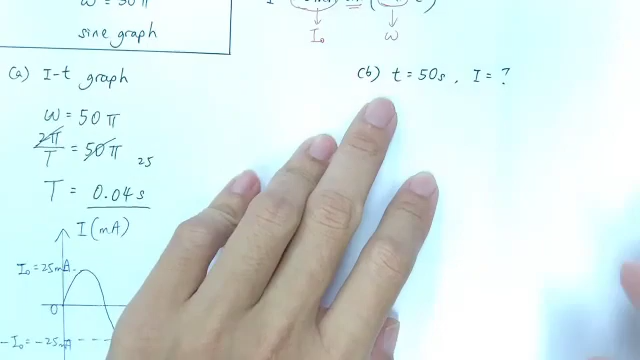 ω = 50π
sine graph
I₀
ω
(a) I-t graph
(b) t = 50s , I = ?
ω = 50π
2π/T = 50π 25
T = 0.04s
I (mA)
I₀ = 25mA
0
-I₀ = -25mA